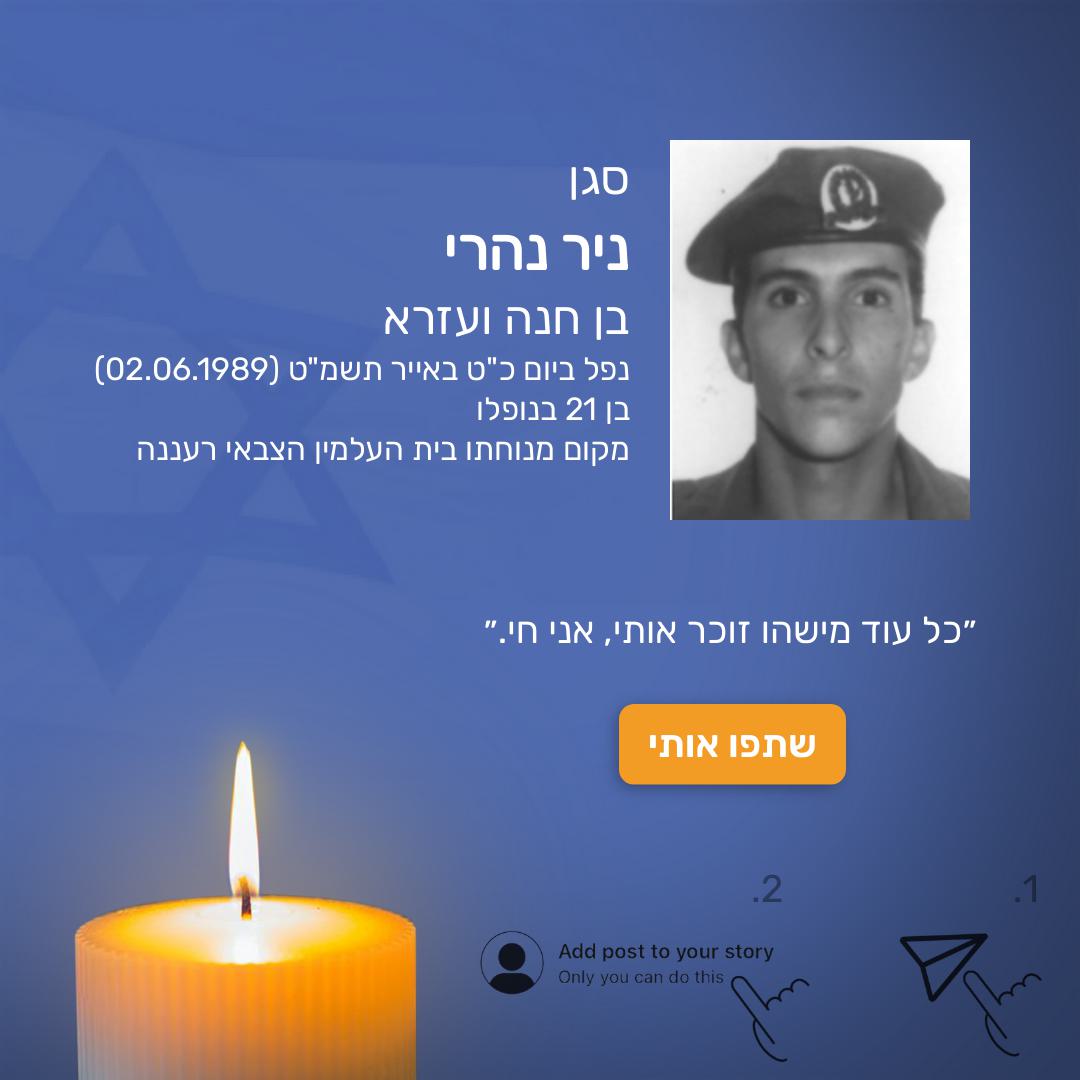 סגן
ניר נהרי
בן חנה ועזרא
נפל ביום כ"ט באייר תשמ"ט (02.06.1989)
בן 21 בנופלו
מקום מנוחתו בית העלמין הצבאי רעננה
״כל עוד מישהו זוכר אותי, אני חי.״
שתפו אותי
.1
.2
Add post to your story
Only you can do this